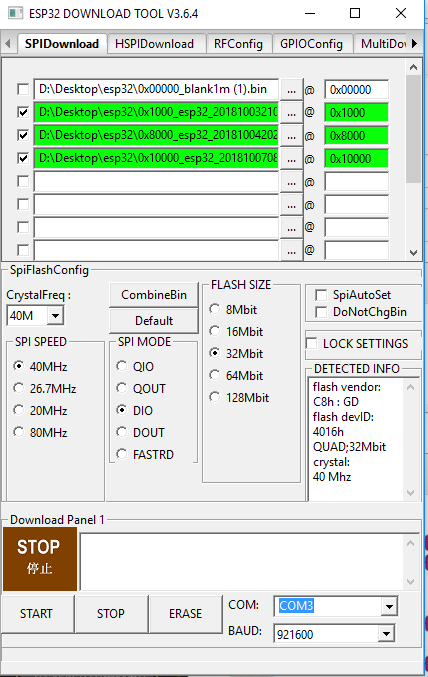 ESP32 DOWNLOAD TOOL V3.6.4
SPIDownload HSPIDownload RFConfig GPIOConfig MultiDow
D:\Desktop\esp32\0x00000_blank1m (1).bin ... @ 0x00000
D:\Desktop\esp32\0x1000_esp32_20181003210 ... @ 0x1000
D:\Desktop\esp32\0x8000_esp32_20181004202 ... @ 0x8000
D:\Desktop\esp32\0x10000_esp32_2018100708 ... @ 0x10000
... @
... @
... @
... @
SpiFlashConfig
CrystalFreq :
40M
CombineBin
Default
SPI SPEED
40MHz
26.7MHz
20MHz
80MHz
SPI MODE
QIO
QOUT
DIO
DOUT
FASTRD
FLASH SIZE
8Mbit
16Mbit
32Mbit
64Mbit
128Mbit
SpiAutoSet
DoNotChgBin
LOCK SETTINGS
DETECTED INFO
flash vendor:
C8h : GD
flash devID:
4016h
QUAD;32Mbit
crystal:
40 Mhz
Download Panel 1
STOP
停止
START STOP ERASE
COM: COM3
BAUD: 921600